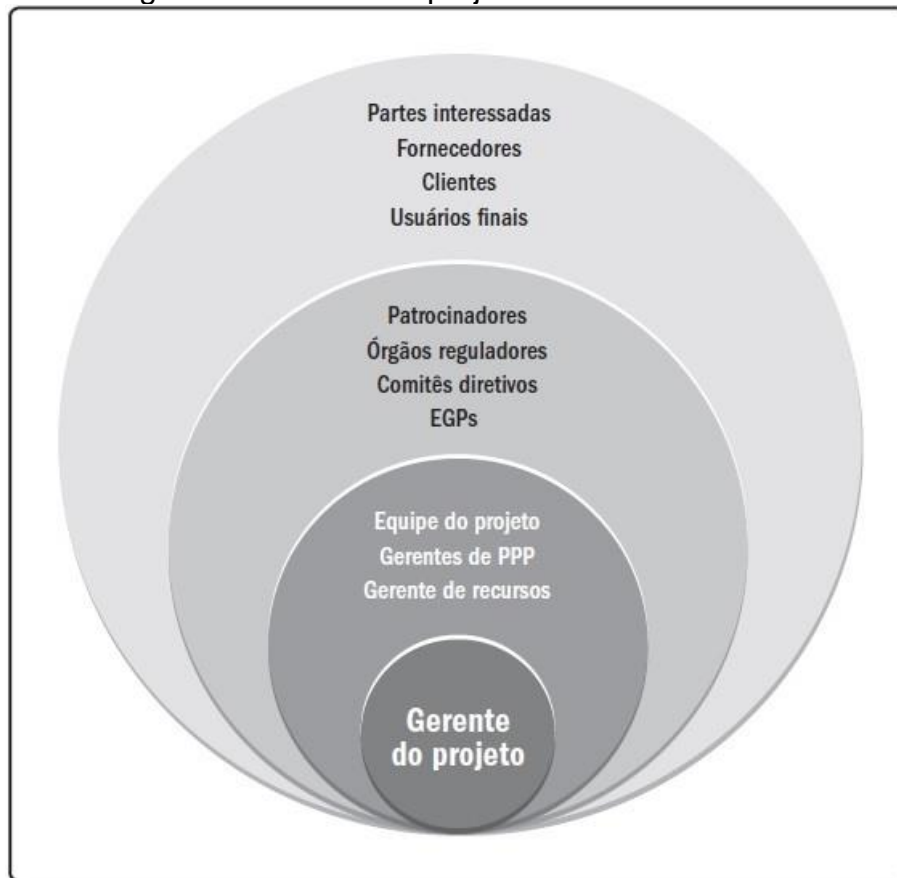 Partes interessadas
Fornecedores
Clientes
Usuários finais
Patrocinadores
Órgãos reguladores
Comitês diretivos
EGPs
Equipe do projeto
Gerentes de PPP
Gerente de recursos
Gerente
do projeto